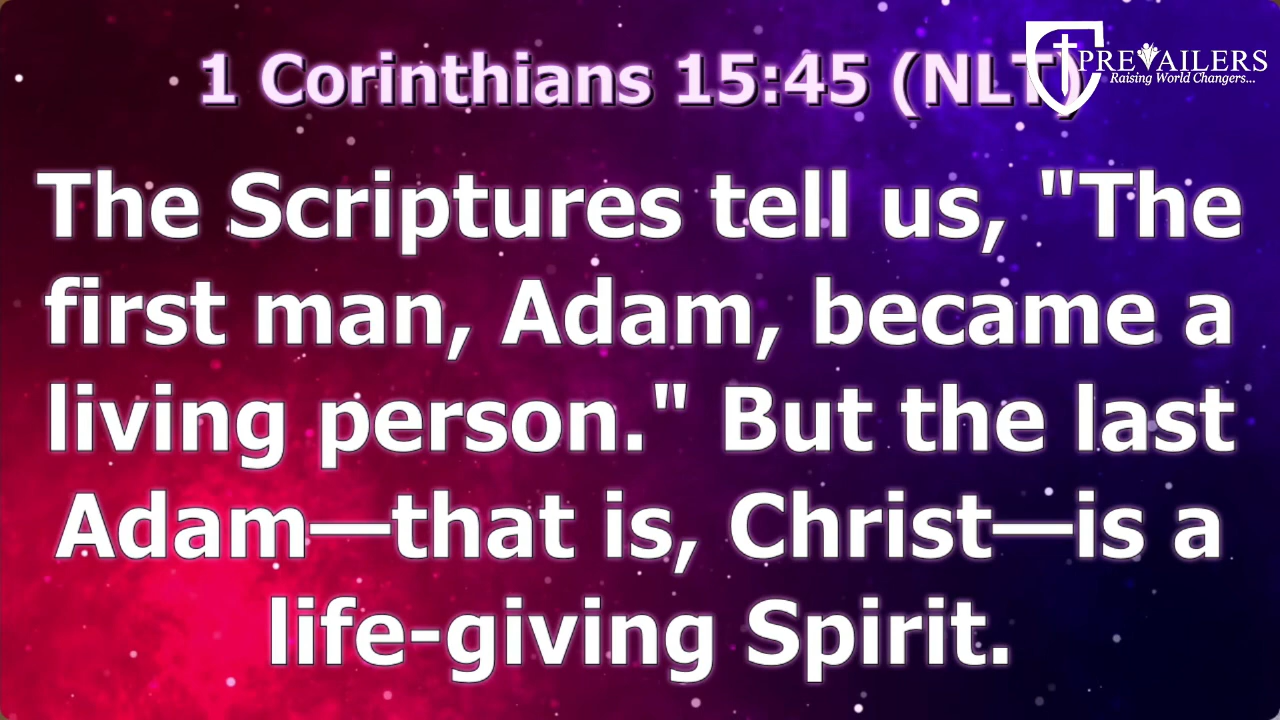 1 Corinthians 15:45 (NLT)
PREVAILERS
Raising World Changers...
The Scriptures tell us, "The
first man, Adam, became a
living person." But the last
Adam—that is, Christ—is a
life-giving Spirit.